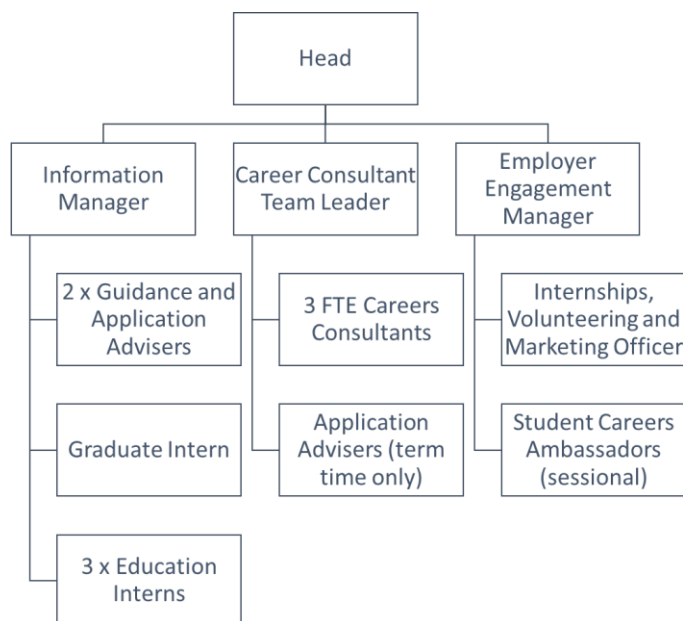 Head
Information
Manager
Career Consultant
Team Leader
Employer
Engagement
Manager
2 x Guidance and
Application
Advisers
3 FTE Careers
Consultants
Internships,
Volunteering and
Marketing Officer
Graduate Intern
Application
Advisers (term
time only)
Student Careers
Ambassadors
(sessional)
3 x Education
Interns